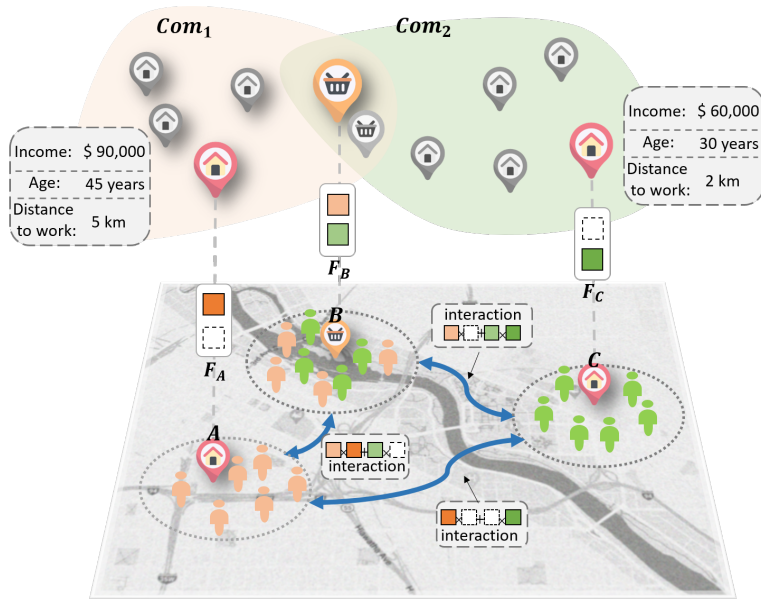 Com1
Com2
Income: $ 90,000
Age: 45 years
Distance
to work: 5 km
Income: $ 60,000
Age: 30 years
Distance
to work: 2 km
FB
FC
FA
B
interaction
× + ×
C
A
× + ×
interaction
× + ×
interaction